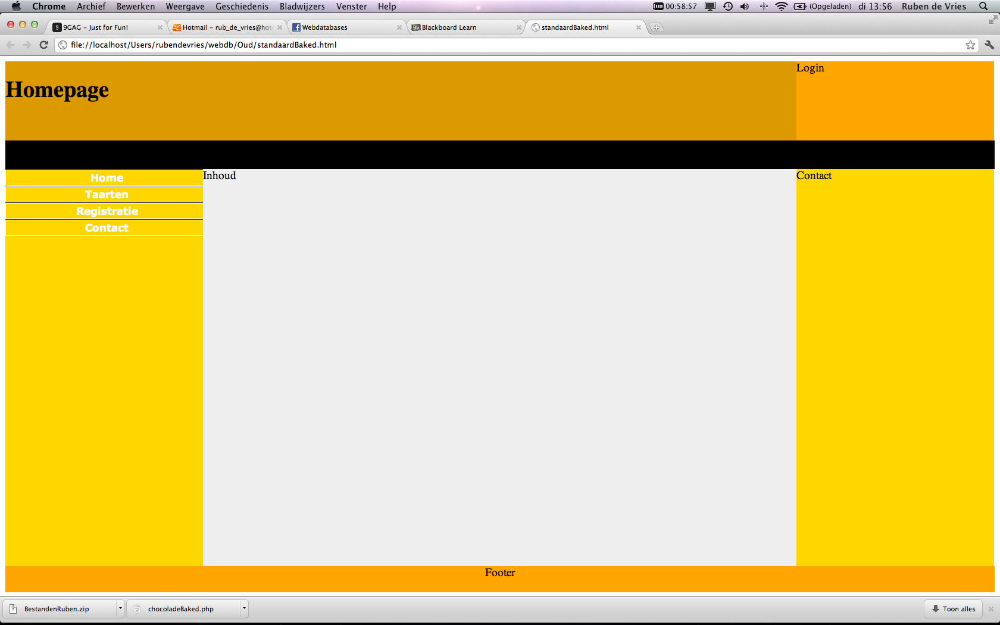 Chrome Archief Bewerken Weergave Geschiedenis Bladwijzers Venster Help 00:58:57 (Opgeladen) di 13:56 Ruben de Vries
9 9GAG – Just for Fun! Hotmail – rub_de_vries@hot Webdatabases Bb Blackboard Learn standaardBaked.html
file://localhost/Users/rubendevries/webdb/Oud/standaardBaked.html
Login
Homepage
Home
Taarten
Registratie
Contact
Inhoud
Contact
Footer
BestandenRuben.zip chocoladeBaked.php Toon alles